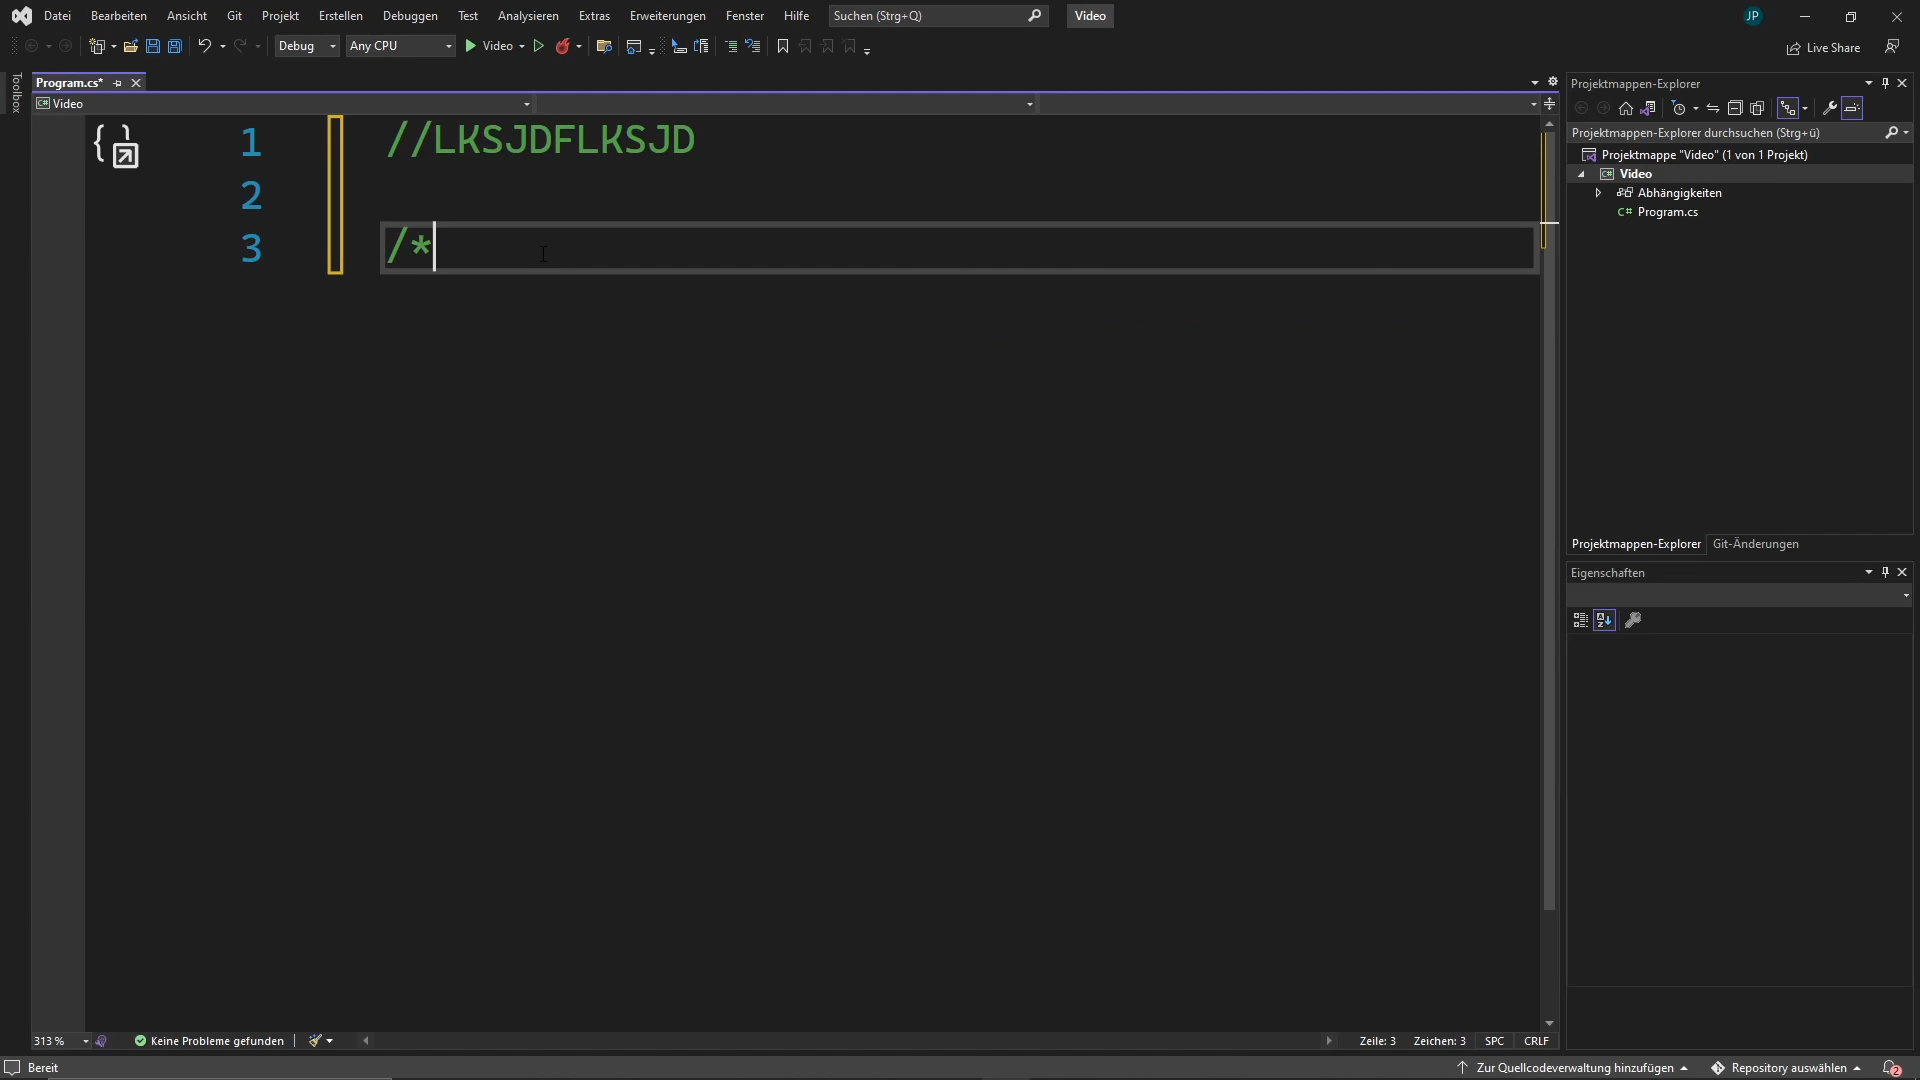 Datei Bearbeiten Ansicht Git Projekt Erstellen Debuggen Test Analysieren Extras Erweiterungen Fenster Hilfe Suchen (Strg+Q) Video JP
Debug Any CPU Video Live Share
Toolbox
Program.cs*
C# Video
1 //LKSJDFLKSJD
2
3 /*
Projektmappen-Explorer
Projektmappen-Explorer durchsuchen (Strg+ü)
Projektmappe "Video" (1 von 1 Projekt)
C# Video
Abhängigkeiten
C# Program.cs
Projektmappen-Explorer Git-Änderungen
Eigenschaften
313 % Keine Probleme gefunden Zeile: 3 Zeichen: 3 SPC CRLF
Bereit Zur Quellcodeverwaltung hinzufügen Repository auswählen 2